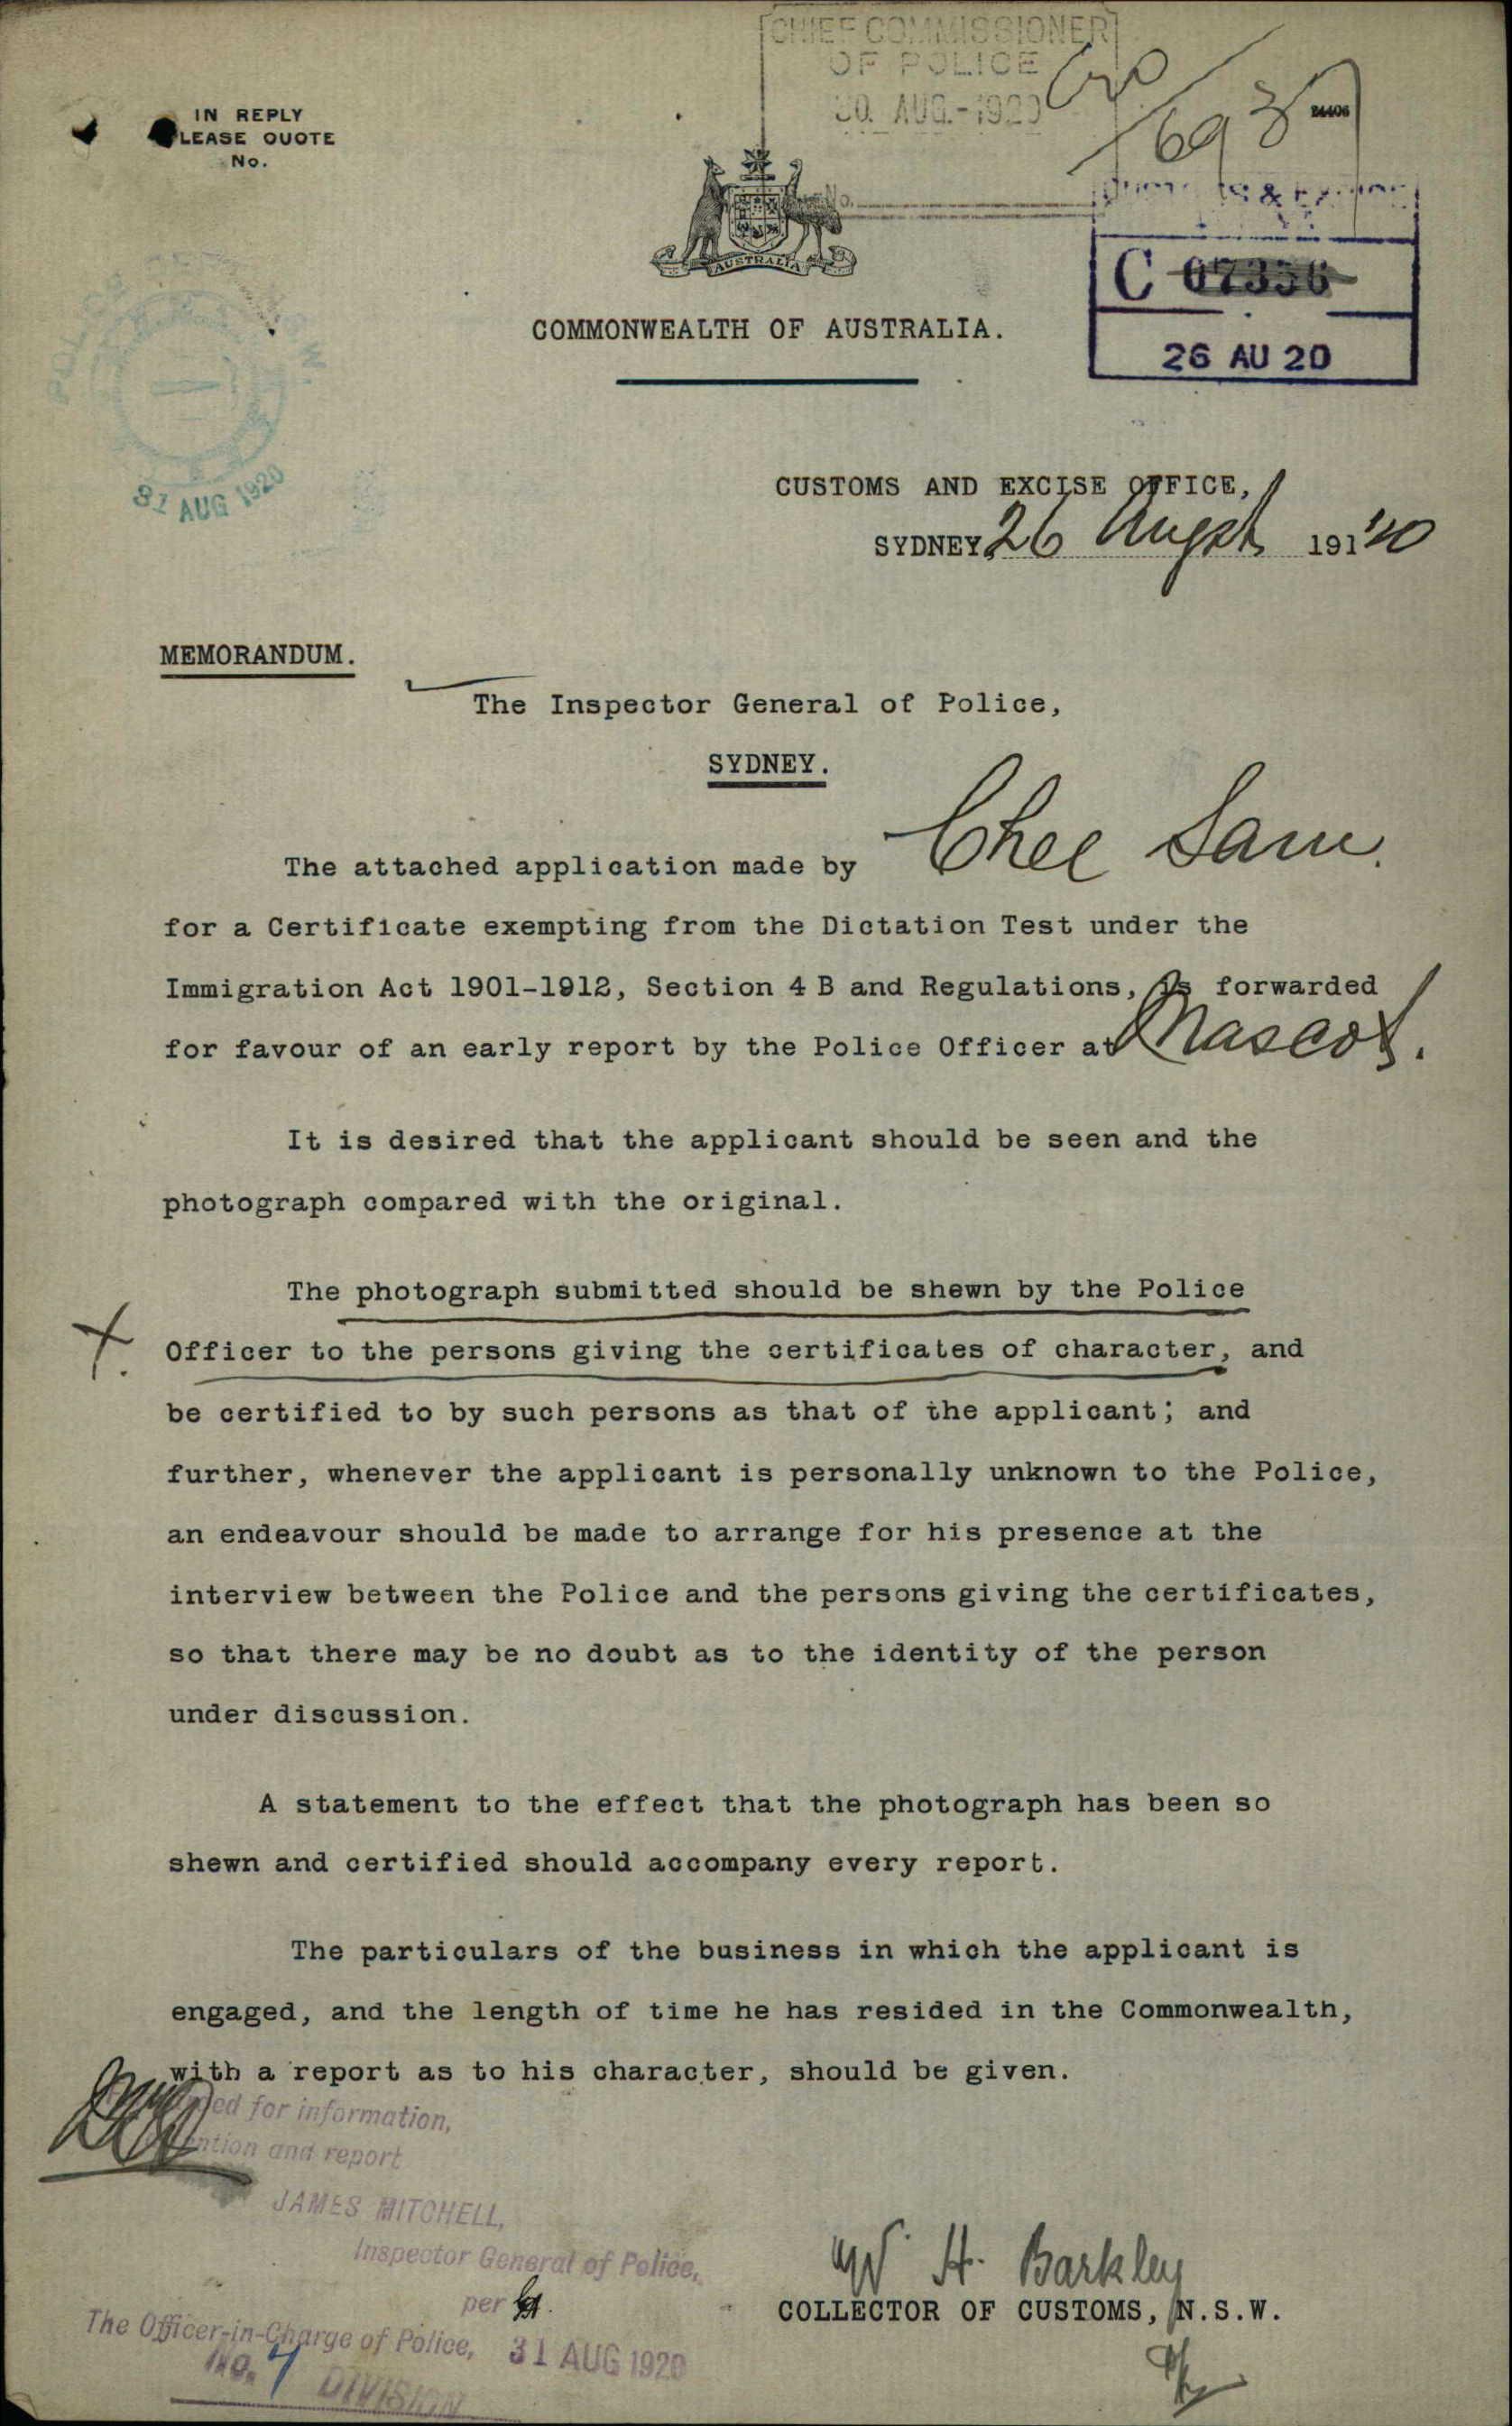 CHIEF COMMISSIONER
OF POLICE
30. AUG.-1920
No.
693
24406
IN REPLY
LEASE QUOTE
No.
AUSTRALIA
COMMONWEALTH OF AUSTRALIA.
C 07356
26 AU 20
31 AUG 1920
CUSTOMS AND EXCISE OFFICE,
SYDNEY, 26 Augst 191'20
MEMORANDUM.
The Inspector General of Police,
SYDNEY.
The attached application made by Chee Sam.
for a Certificate exempting from the Dictation Test under the
Immigration Act 1901-1912, Section 4 B and Regulations, is forwarded
for favour of an early report by the Police Officer at Mascot.
It is desired that the applicant should be seen and the
photograph compared with the original.
The photograph submitted should be shewn by the Police
X. Officer to the persons giving the certificates of character, and
be certified to by such persons as that of the applicant; and
further, whenever the applicant is personally unknown to the Police,
an endeavour should be made to arrange for his presence at the
interview between the Police and the persons giving the certificates,
so that there may be no doubt as to the identity of the person
under discussion.
A statement to the effect that the photograph has been so
shewn and certified should accompany every report.
The particulars of the business in which the applicant is
engaged, and the length of time he has resided in the Commonwealth,
with a report as to his character, should be given.
ed for information,
ntion and report
JAMES MITCHELL,
Inspector General of Police,
per
W. H. Barkley
COLLECTOR OF CUSTOMS, N.S.W.
The Officer-in-Charge of Police, 31 AUG 1920
No. 4 DIVISION